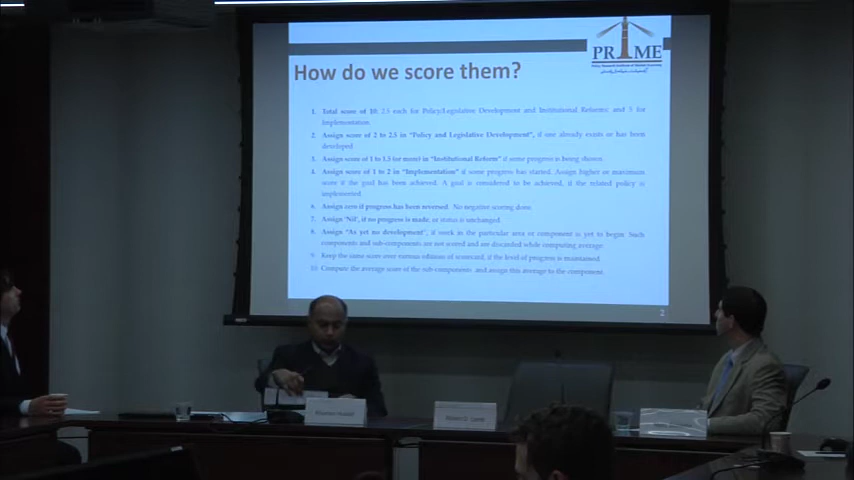 PRIME
How do we score them?
1. Total score of 10: 2.5 each for Policy/Legislative Development and Institutional Reforms: and 5 for
Implementation.
2. Assign score of 2 to 2.5 in "Policy and Legislative Development", if one already exists or has been
developed
3. Assign score of 1 to 1.5 (or more) in "Institutional Reform" if some progress is being shown.
4. Assign score of 1 to 2 in "Implementation" if some progress has started. Assign higher or maximum
score if the goal has been achieved. A goal is considered to be achieved, if the related policy is
implemented
6. Assign zero if progress has been reversed. No negative scoring done.
7. Assign 'Nil', if no progress is made, or status is unchanged.
8. Assign "As yet no development", if work in the particular area or component is yet to begin. Such
components and sub-components are not scored and are discarded while computing average.
9. Keep the same score over various editions of scorecard, if the level of progress is maintained.
10. Compute the average score of the sub-components and assign this average to the component.
2